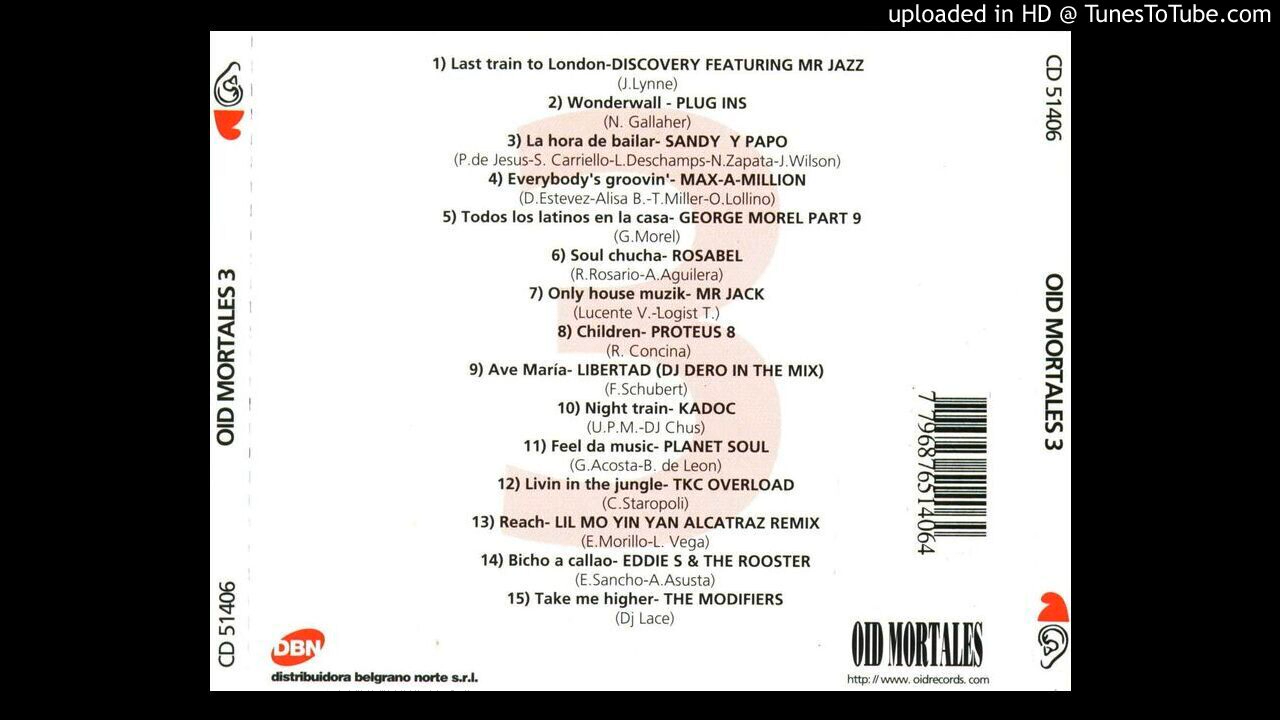 uploaded in HD @ TunesToTube.com
1) Last train to London-DISCOVERY FEATURING MR JAZZ
(J.Lynne)
2) Wonderwall - PLUG INS
(N. Gallaher)
3) La hora de bailar- SANDY Y PAPO
(P.de Jesus-S. Carriello-L.Deschamps-N.Zapata-J.Wilson)
4) Everybody's groovin'- MAX-A-MILLION
(D.Estevez-Alisa B.-T.Miller-O.Lollino)
5) Todos los latinos en la casa- GEORGE MOREL PART 9
(G.Morel)
6) Soul chucha- ROSABEL
(R.Rosario-A.Aguilera)
7) Only house muzik- MR JACK
(Lucente V.-Logist T.)
8) Children- PROTEUS 8
(R. Concina)
9) Ave María- LIBERTAD (DJ DERO IN THE MIX)
(F.Schubert)
10) Night train- KADOC
(U.P.M.-DJ Chus)
11) Feel da music- PLANET SOUL
(G.Acosta-B. de Leon)
12) Livin in the jungle- TKC OVERLOAD
(C.Staropoli)
13) Reach- LIL MO YIN YAN ALCATRAZ REMIX
(E.Morillo-L. Vega)
14) Bicho a callao- EDDIE S & THE ROOSTER
(E.Sancho-A.Asusta)
15) Take me higher- THE MODIFIERS
(Dj Lace)
3
OID MORTALES 3
CD 51406
CD 51406
OID MORTALES 3
7 796876514064
DBN
distribuidora belgrano norte s.r.l.
OID MORTALES
http://www.oidrecords.com